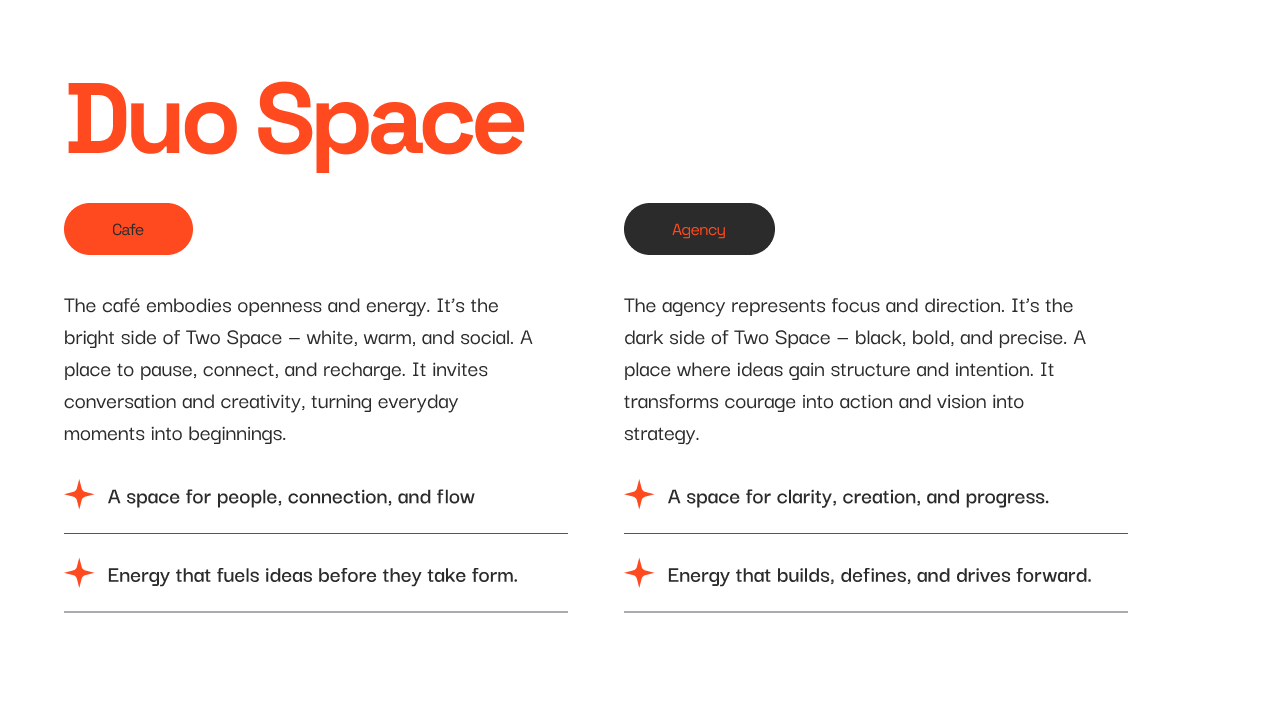 Duo Space
Cafe
The café embodies openness and energy. It’s the
bright side of Two Space – white, warm, and social. A
place to pause, connect, and recharge. It invites
conversation and creativity, turning everyday
moments into beginnings.
A space for people, connection, and flow
Energy that fuels ideas before they take form.
Agency
The agency represents focus and direction. It’s the
dark side of Two Space – black, bold, and precise. A
place where ideas gain structure and intention. It
transforms courage into action and vision into
strategy.
A space for clarity, creation, and progress.
Energy that builds, defines, and drives forward.